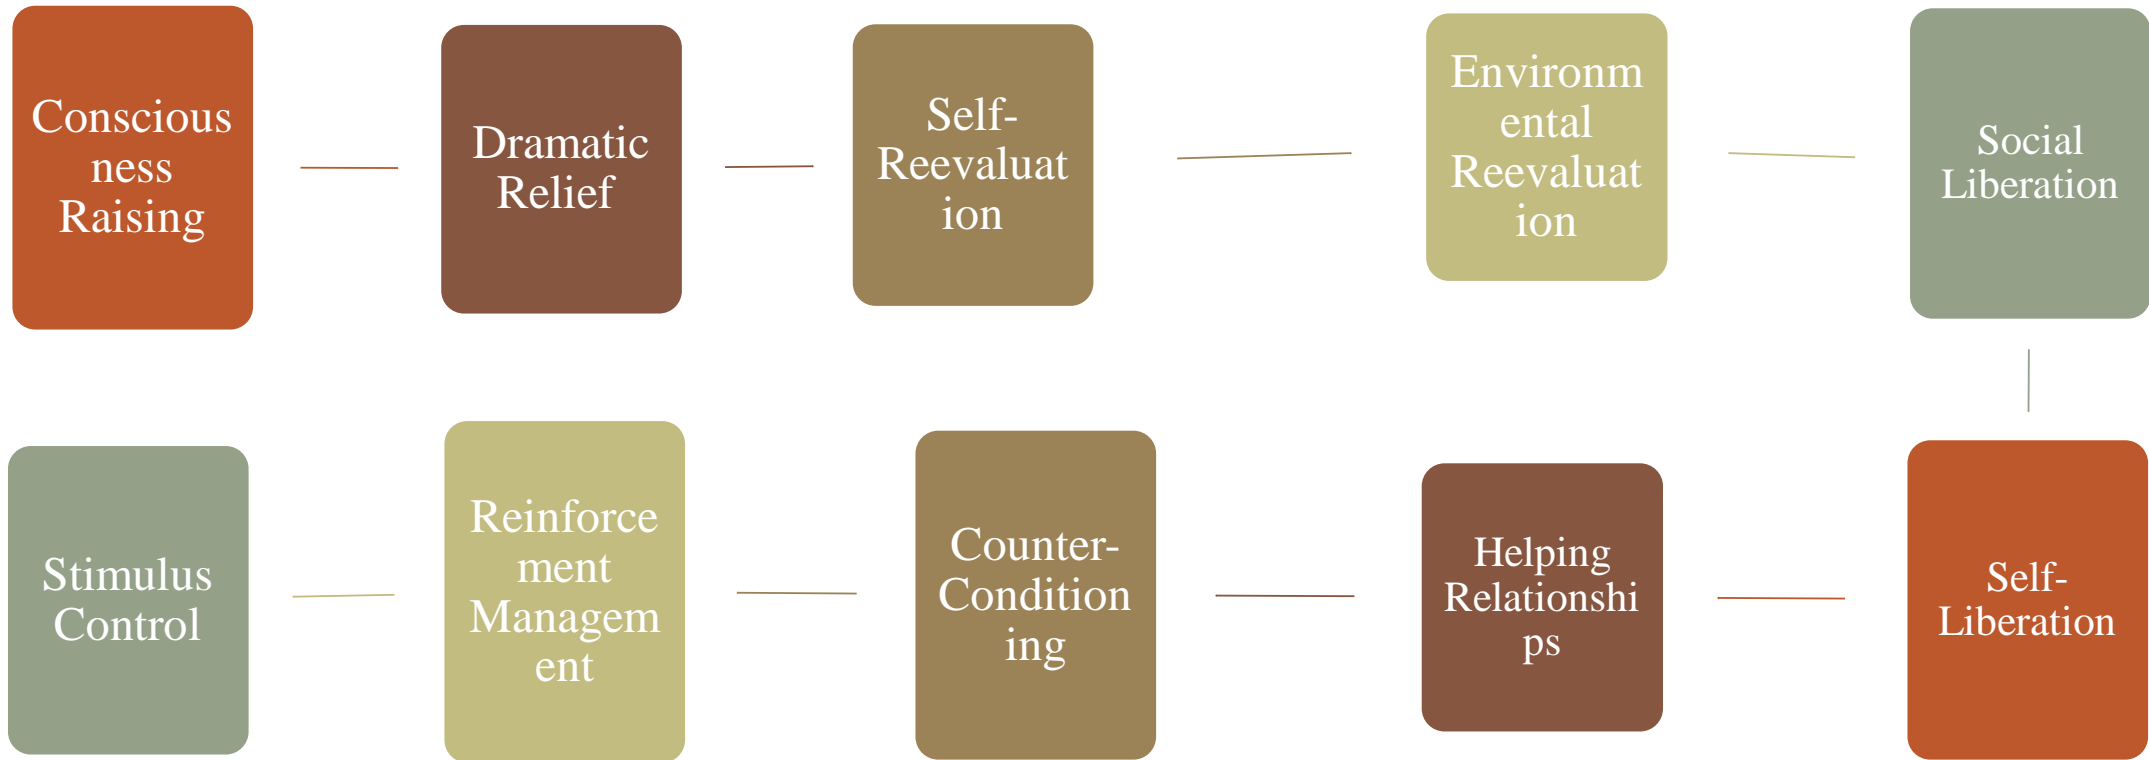 Conscious
ness
Raising
Dramatic
Relief
Self-
Reevaluat
ion
Environm
ental
Reevaluat
ion
Social
Liberation
Stimulus
Control
Reinforce
ment
Managem
ent
Counter-
Condition
ing
Helping
Relationshi
ps
Self-
Liberation